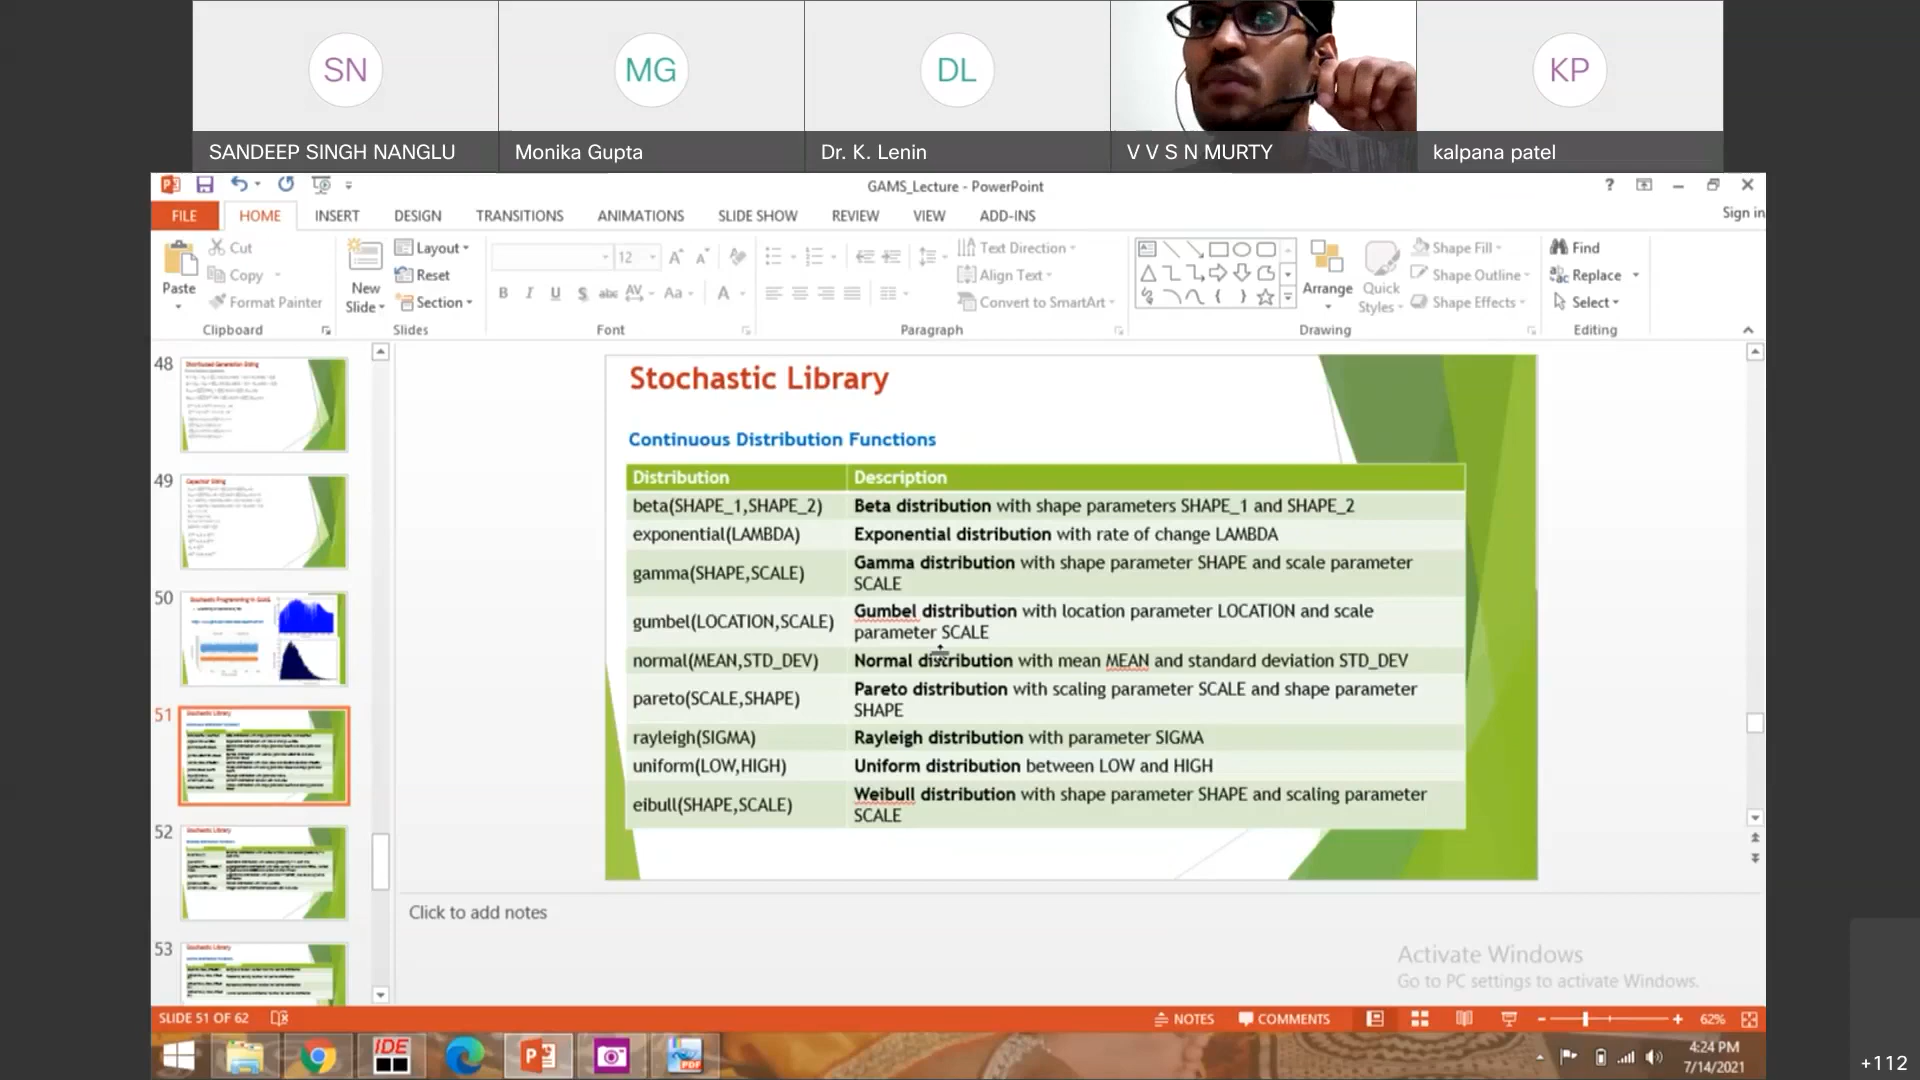 SN
MG
DL
KP
SANDEEP SINGH NANGLU
Monika Gupta
Dr. K. Lenin
V V S N MURTY
kalpana patel
GAMS_Lecture - PowerPoint
FILE HOME INSERT DESIGN TRANSITIONS ANIMATIONS SLIDE SHOW REVIEW VIEW ADD-INS
Sign in
Paste
Cut
Copy
Format Painter
Clipboard
New
Slide
Layout
Reset
Section
Slides
12
Font
Text Direction
Align Text
Convert to SmartArt
Paragraph
Arrange
Quick
Styles
Shape Fill
Shape Outline
Shape Effects
Drawing
Find
Replace
Select
Editing
48
49
50
51
52
53
Stochastic Library
Continuous Distribution Functions
Distribution Description
beta(SHAPE_1,SHAPE_2) Beta distribution with shape parameters SHAPE_1 and SHAPE_2
exponential(LAMBDA) Exponential distribution with rate of change LAMBDA
gamma(SHAPE,SCALE) Gamma distribution with shape parameter SHAPE and scale parameter
SCALE
gumbel(LOCATION,SCALE) Gumbel distribution with location parameter LOCATION and scale
parameter SCALE
normal(MEAN,STD_DEV) Normal distribution with mean MEAN and standard deviation STD_DEV
pareto(SCALE,SHAPE) Pareto distribution with scaling parameter SCALE and shape parameter
SHAPE
rayleigh(SIGMA) Rayleigh distribution with parameter SIGMA
uniform(LOW,HIGH) Uniform distribution between LOW and HIGH
eibull(SHAPE,SCALE) Weibull distribution with shape parameter SHAPE and scaling parameter
SCALE
Click to add notes
Activate Windows
Go to PC settings to activate Windows.
SLIDE 51 OF 62
NOTES
COMMENTS
62%
IDE
4:24 PM
7/14/2021
+112